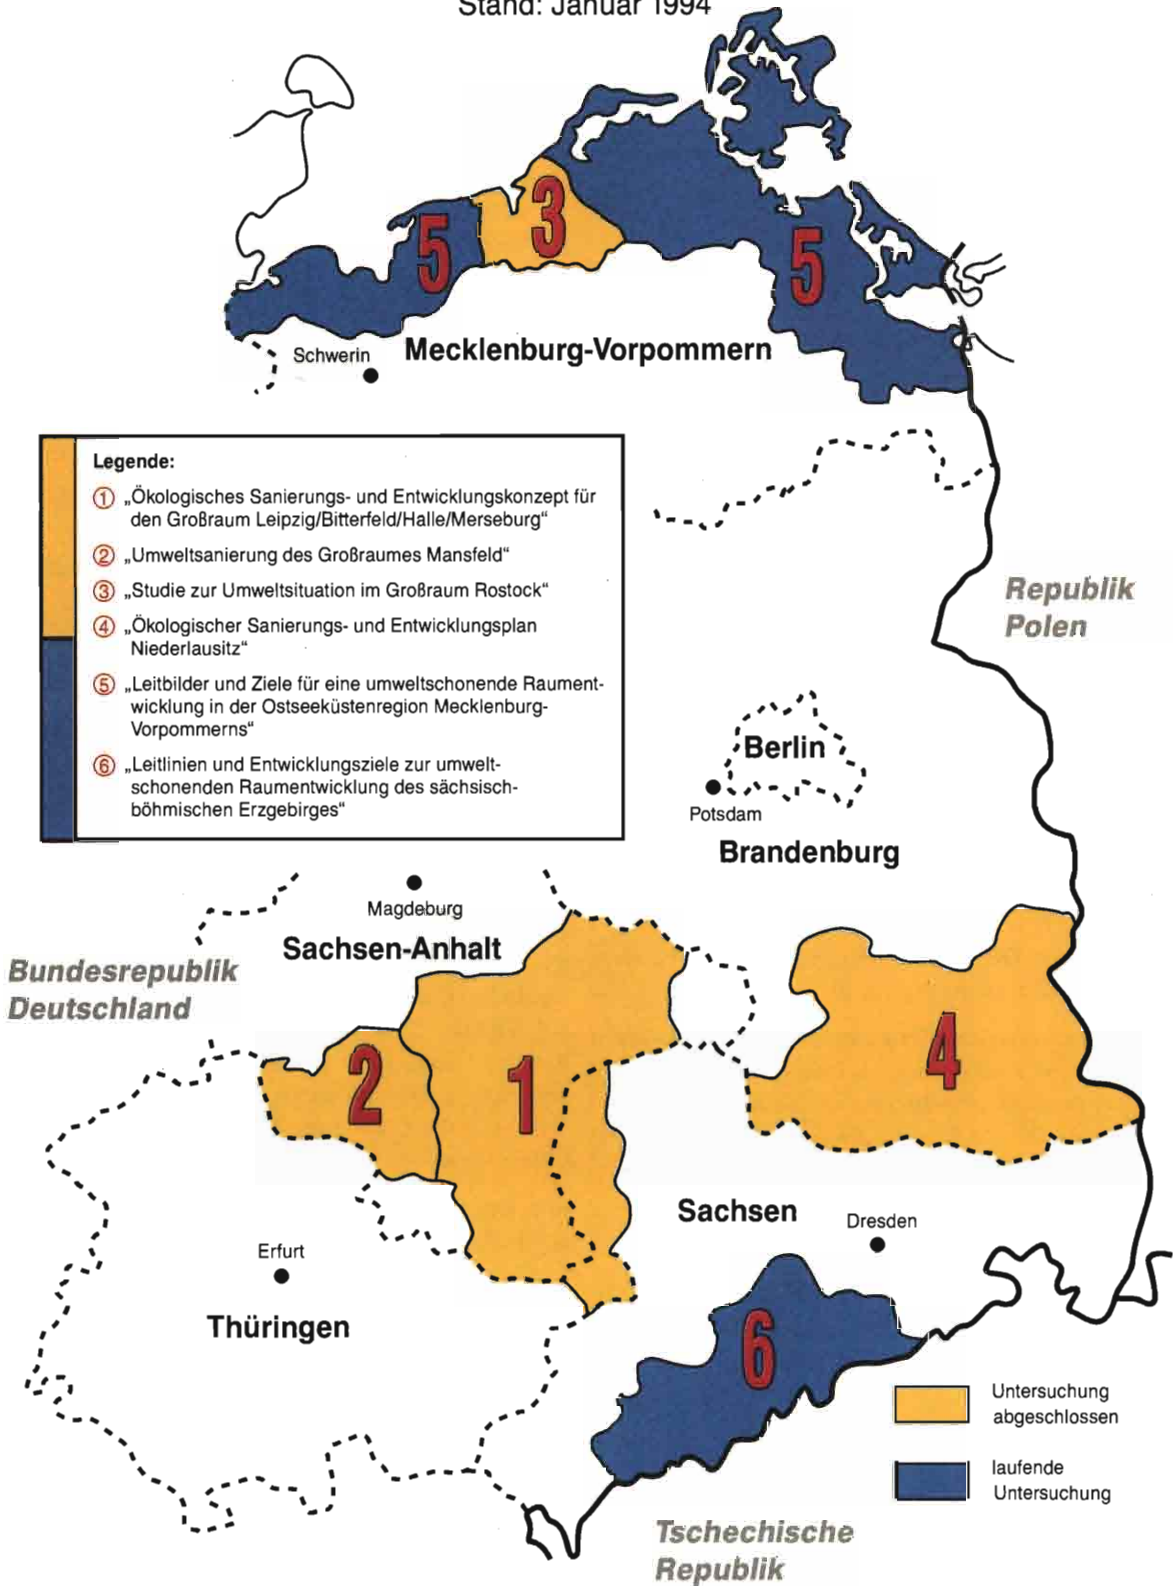 Stand: Januar 1994
3
5
5
Schwerin
Mecklenburg-Vorpommern
Legende:
① „Ökologisches Sanierungs- und Entwicklungskonzept für
den Großraum Leipzig/Bitterfeld/Halle/Merseburg“
② „Umweltsanierung des Großraumes Mansfeld“
③ „Studie zur Umweltsituation im Großraum Rostock“
④ „Ökologischer Sanierungs- und Entwicklungsplan
Niederlausitz“
⑤ „Leitbilder und Ziele für eine umweltschonende Raument-
wicklung in der Ostseeküstenregion Mecklenburg-
Vorpommerns“
⑥ „Leitlinien und Entwicklungsziele zur umwelt-
schonenden Raumentwicklung des sächsisch-
böhmischen Erzgebirges“
Republik
Polen
Berlin
Potsdam
Brandenburg
Magdeburg
Sachsen-Anhalt
Bundesrepublik
Deutschland
4
2
1
Sachsen
Dresden
Erfurt
Thüringen
6
Untersuchung
abgeschlossen
laufende
Untersuchung
Tschechische
Republik